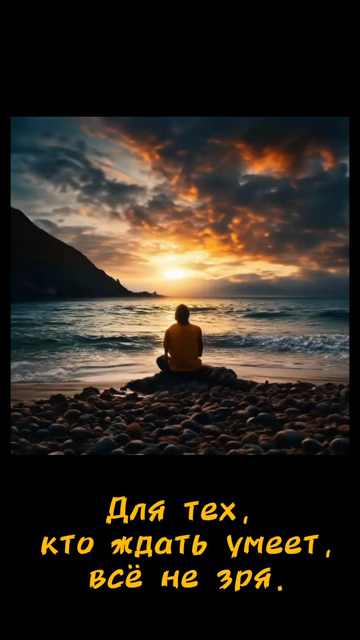 Для тех,
кто ждать умеет,
всё не зря.